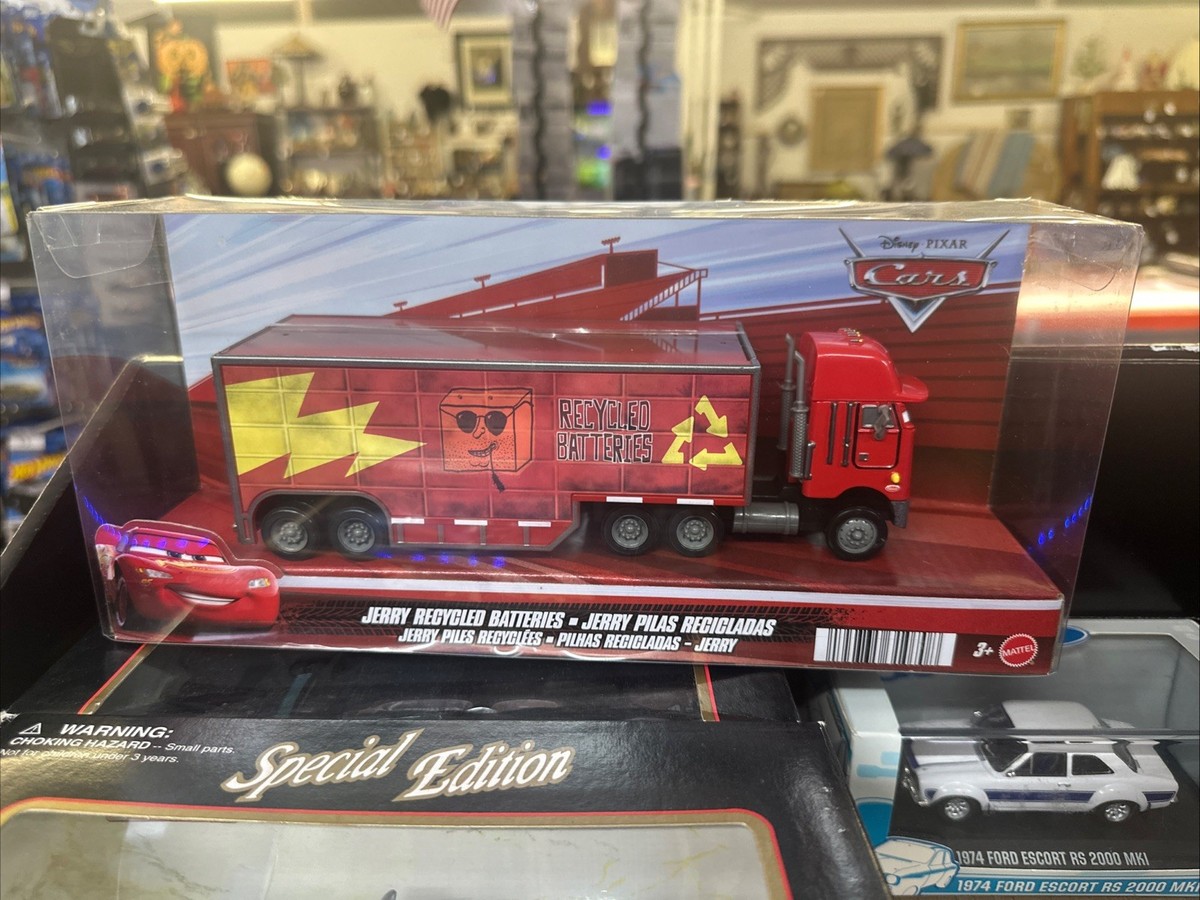 Disney PIXAR
Cars
RECYCLED
BATTERIES
JERRY RECYCLED BATTERIES ▪ JERRY PILAS RECICLADAS
JERRY PILES RECYCLÉES ▪ PILHAS RECICLADAS - JERRY
3+ MATTEL
⚠ WARNING:
CHOKING HAZARD -- Small parts.
Not for children under 3 years.
Special Edition
1974 FORD ESCORT RS 2000 MKI
1974 FORD ESCORT RS 2000 MKI